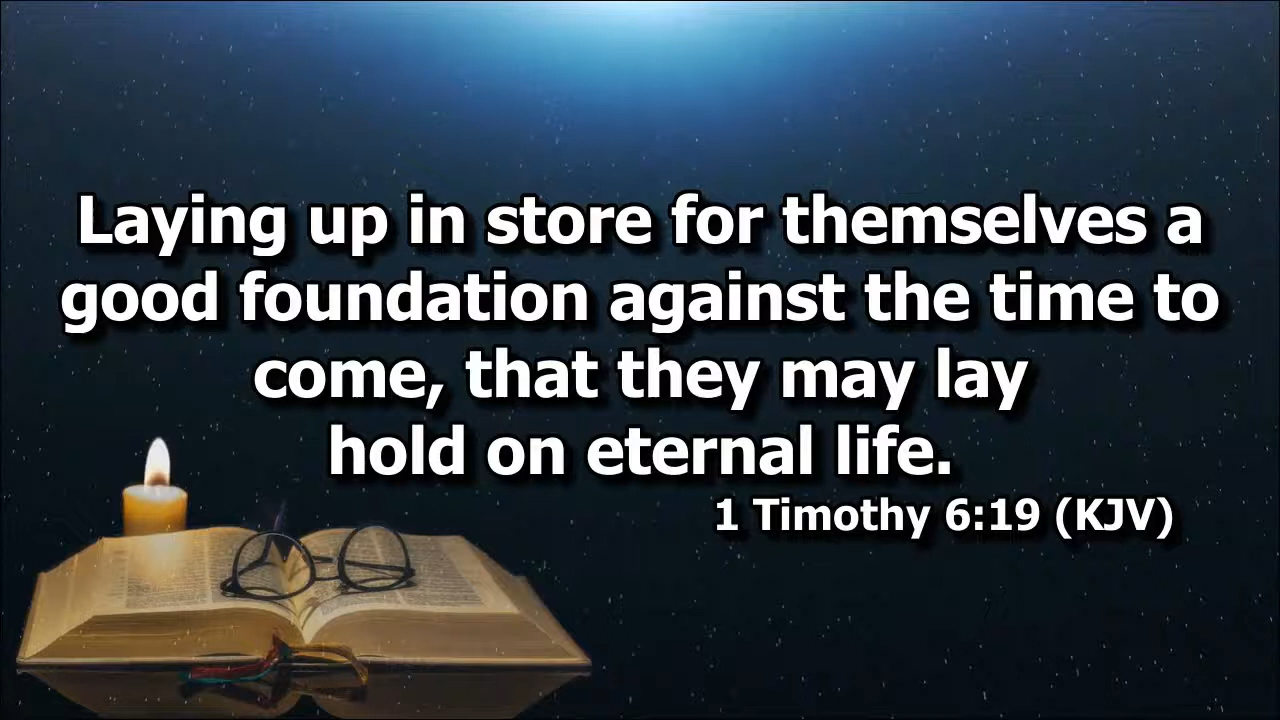 Laying up in store for themselves a
good foundation against the time to
come, that they may lay
hold on eternal life.
1 Timothy 6:19 (KJV)